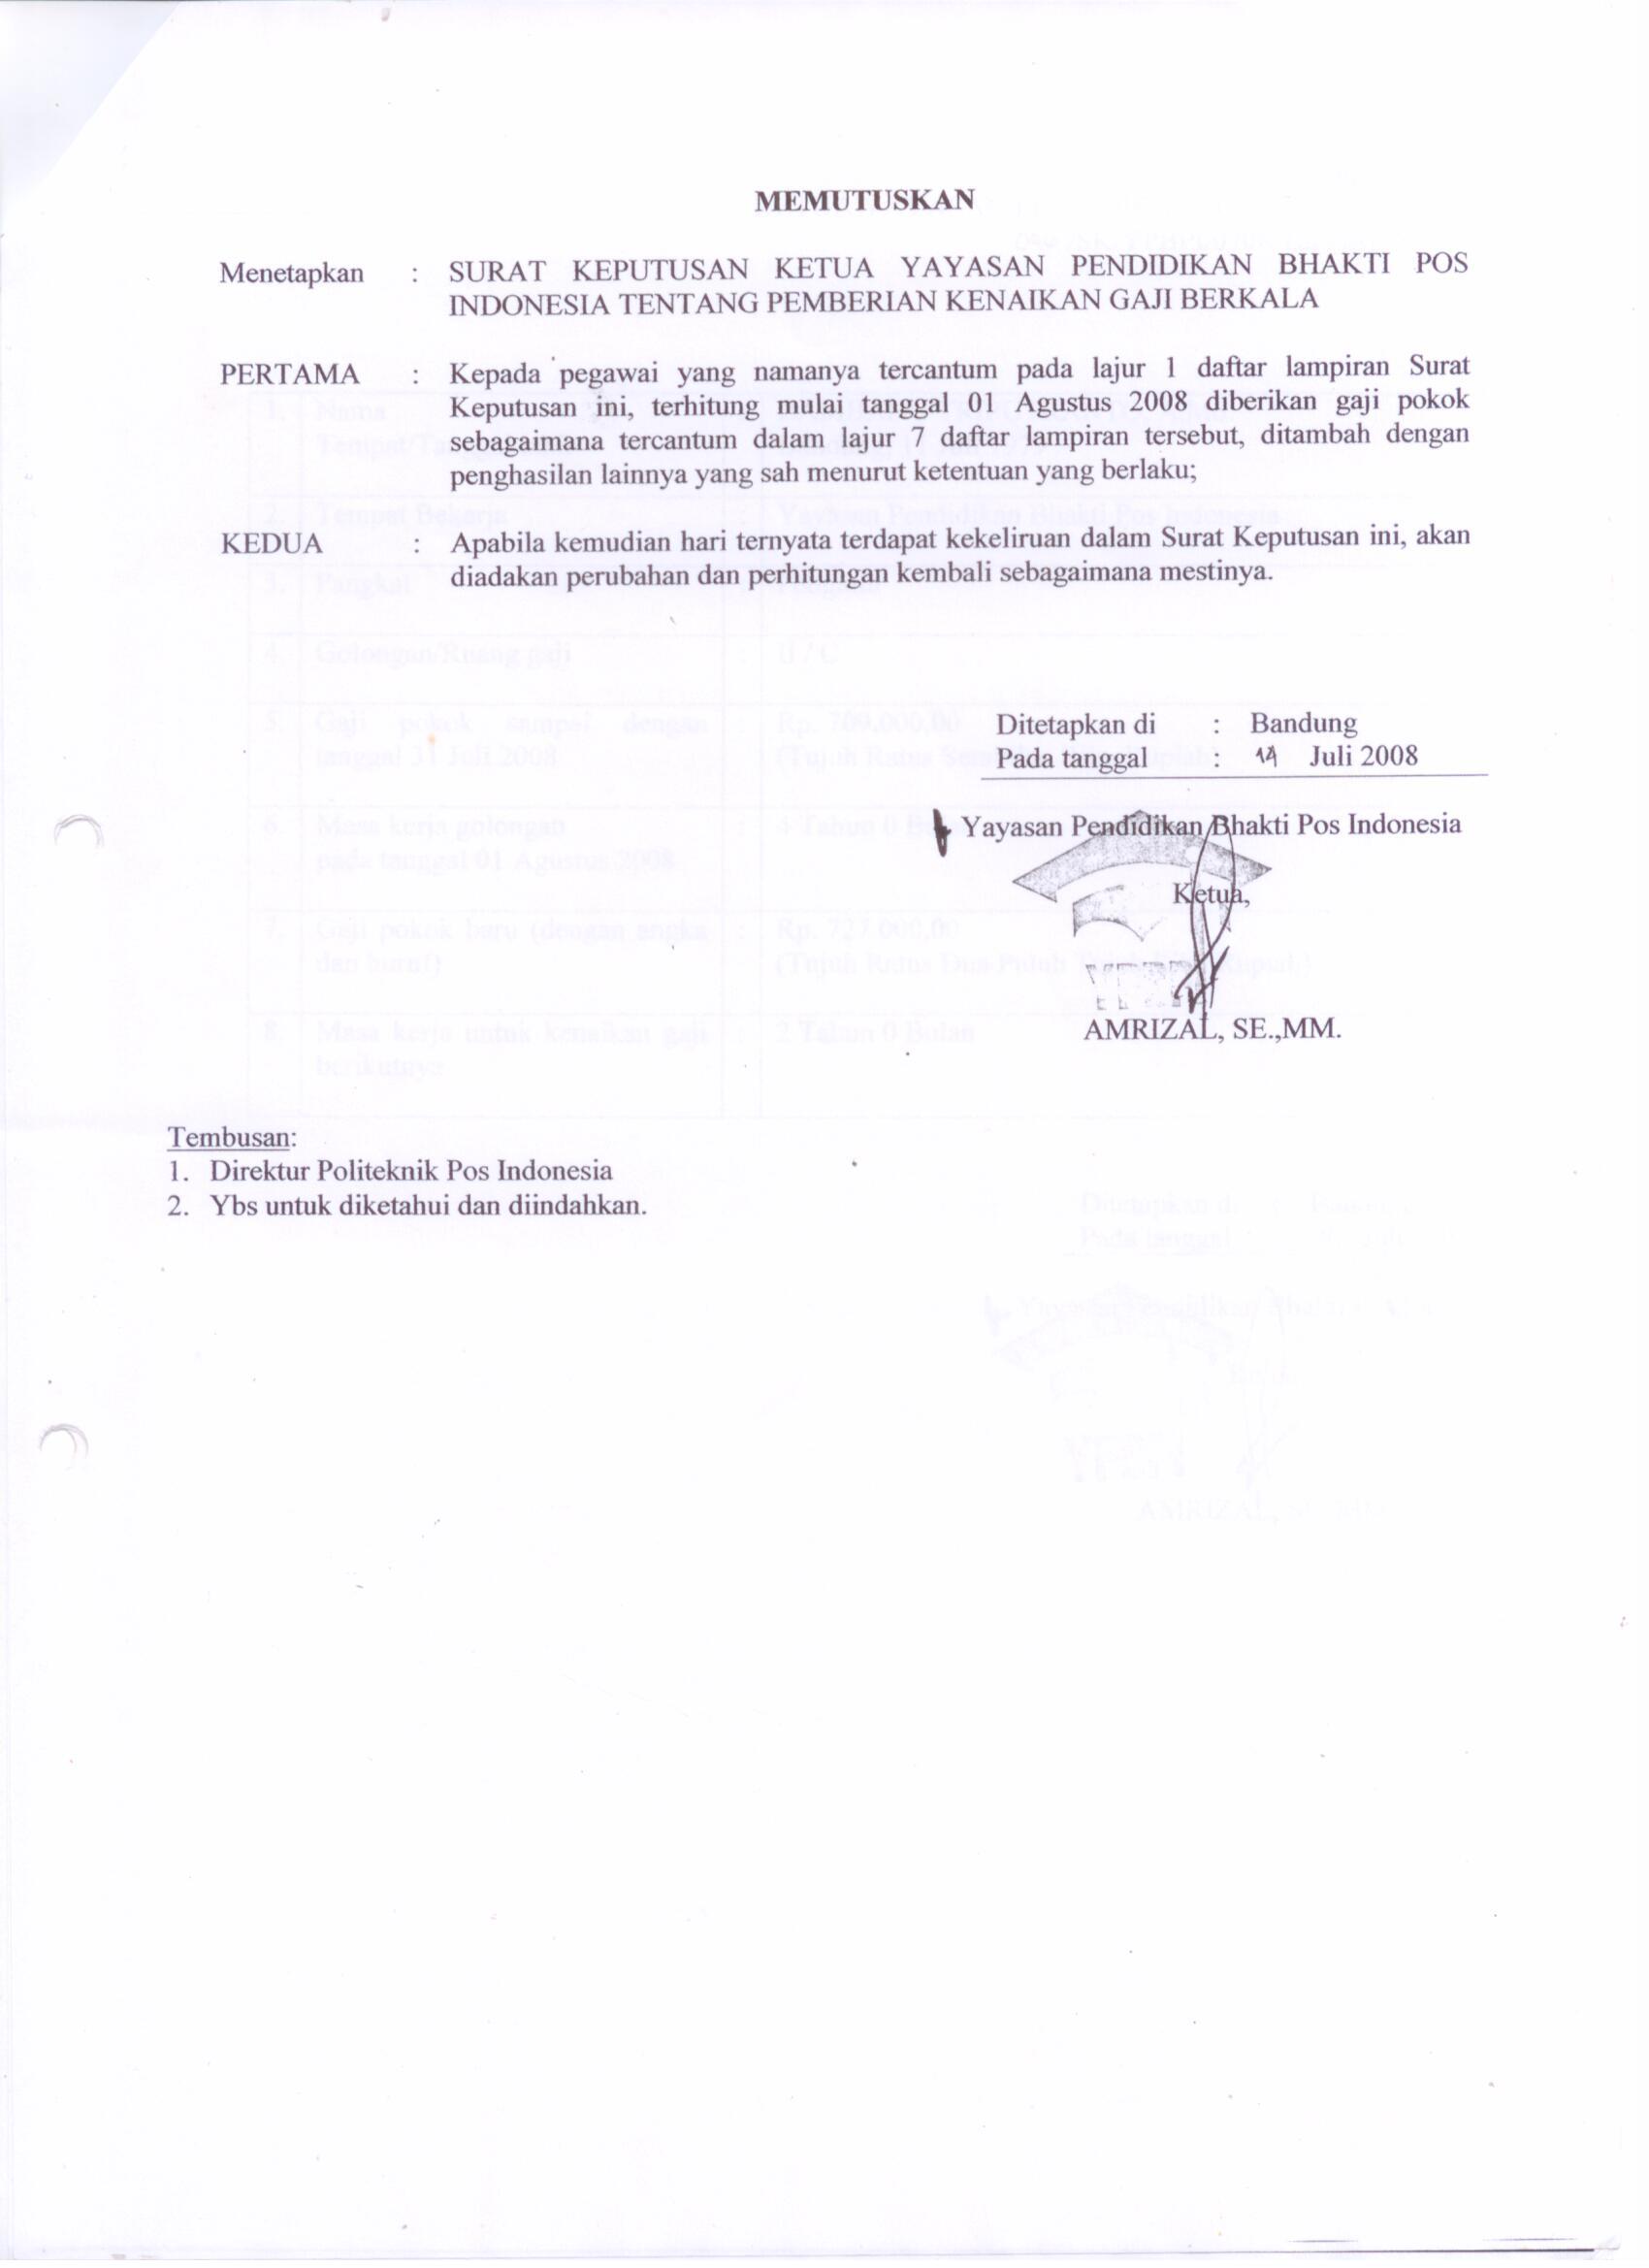 MEMUTUSKAN
Menetapkan : SURAT KEPUTUSAN KETUA YAYASAN PENDIDIKAN BHAKTI POS
INDONESIA TENTANG PEMBERIAN KENAIKAN GAJI BERKALA
PERTAMA : Kepada pegawai yang namanya tercantum pada lajur 1 daftar lampiran Surat
Keputusan ini, terhitung mulai tanggal 01 Agustus 2008 diberikan gaji pokok
sebagaimana tercantum dalam lajur 7 daftar lampiran tersebut, ditambah dengan
penghasilan lainnya yang sah menurut ketentuan yang berlaku;
KEDUA : Apabila kemudian hari ternyata terdapat kekeliruan dalam Surat Keputusan ini, akan
diadakan perubahan dan perhitungan kembali sebagaimana mestinya.
Ditetapkan di : Bandung
Pada tanggal : Juli 2008
Yayasan Pendidikan Bhakti Pos Indonesia
Ketua,
AMRIZAL, SE.,MM.
Tembusan:
1. Direktur Politeknik Pos Indonesia
2. Ybs untuk diketahui dan diindahkan.